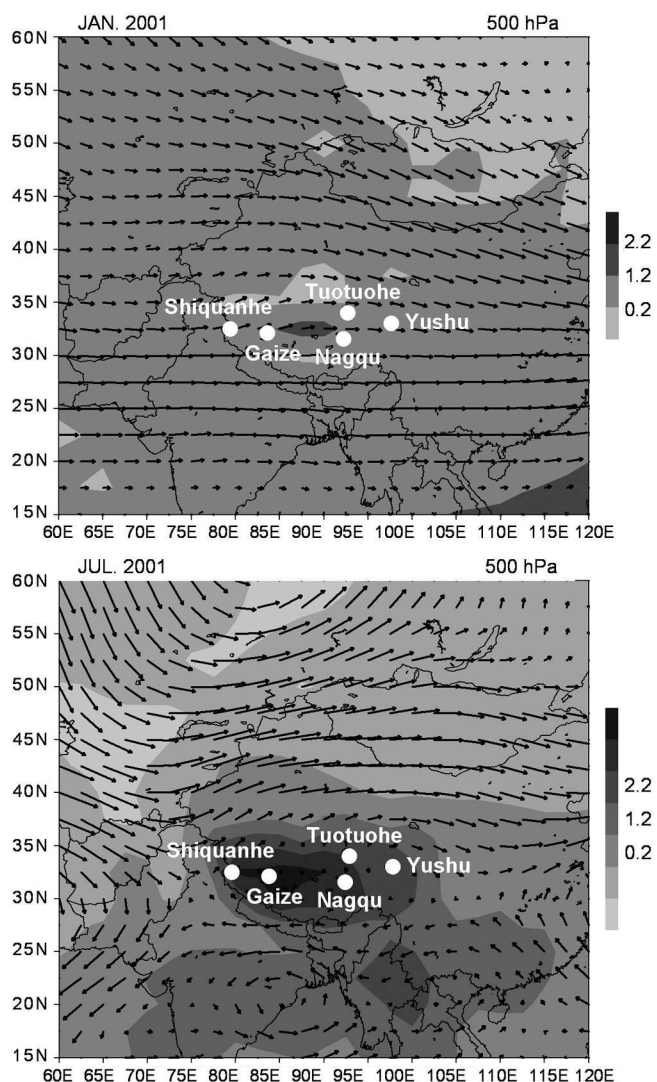 JAN. 2001 500 hPa
60N
55N
50N
45N
40N
35N
30N
25N
20N
15N
Shiquanhe
Tuotuohe
Yushu
Gaize
Nagqu
2.2
1.2
0.2
60E 65E 70E 75E 80E 85E 90E 95E 100E 105E 110E 115E 120E
JUL. 2001 500 hPa
60N
55N
50N
45N
40N
35N
30N
25N
20N
15N
Tuotuohe
Shiquanhe
Yushu
Gaize
Nagqu
2.2
1.2
0.2
60E 65E 70E 75E 80E 85E 90E 95E 100E 105E 110E 115E 120E